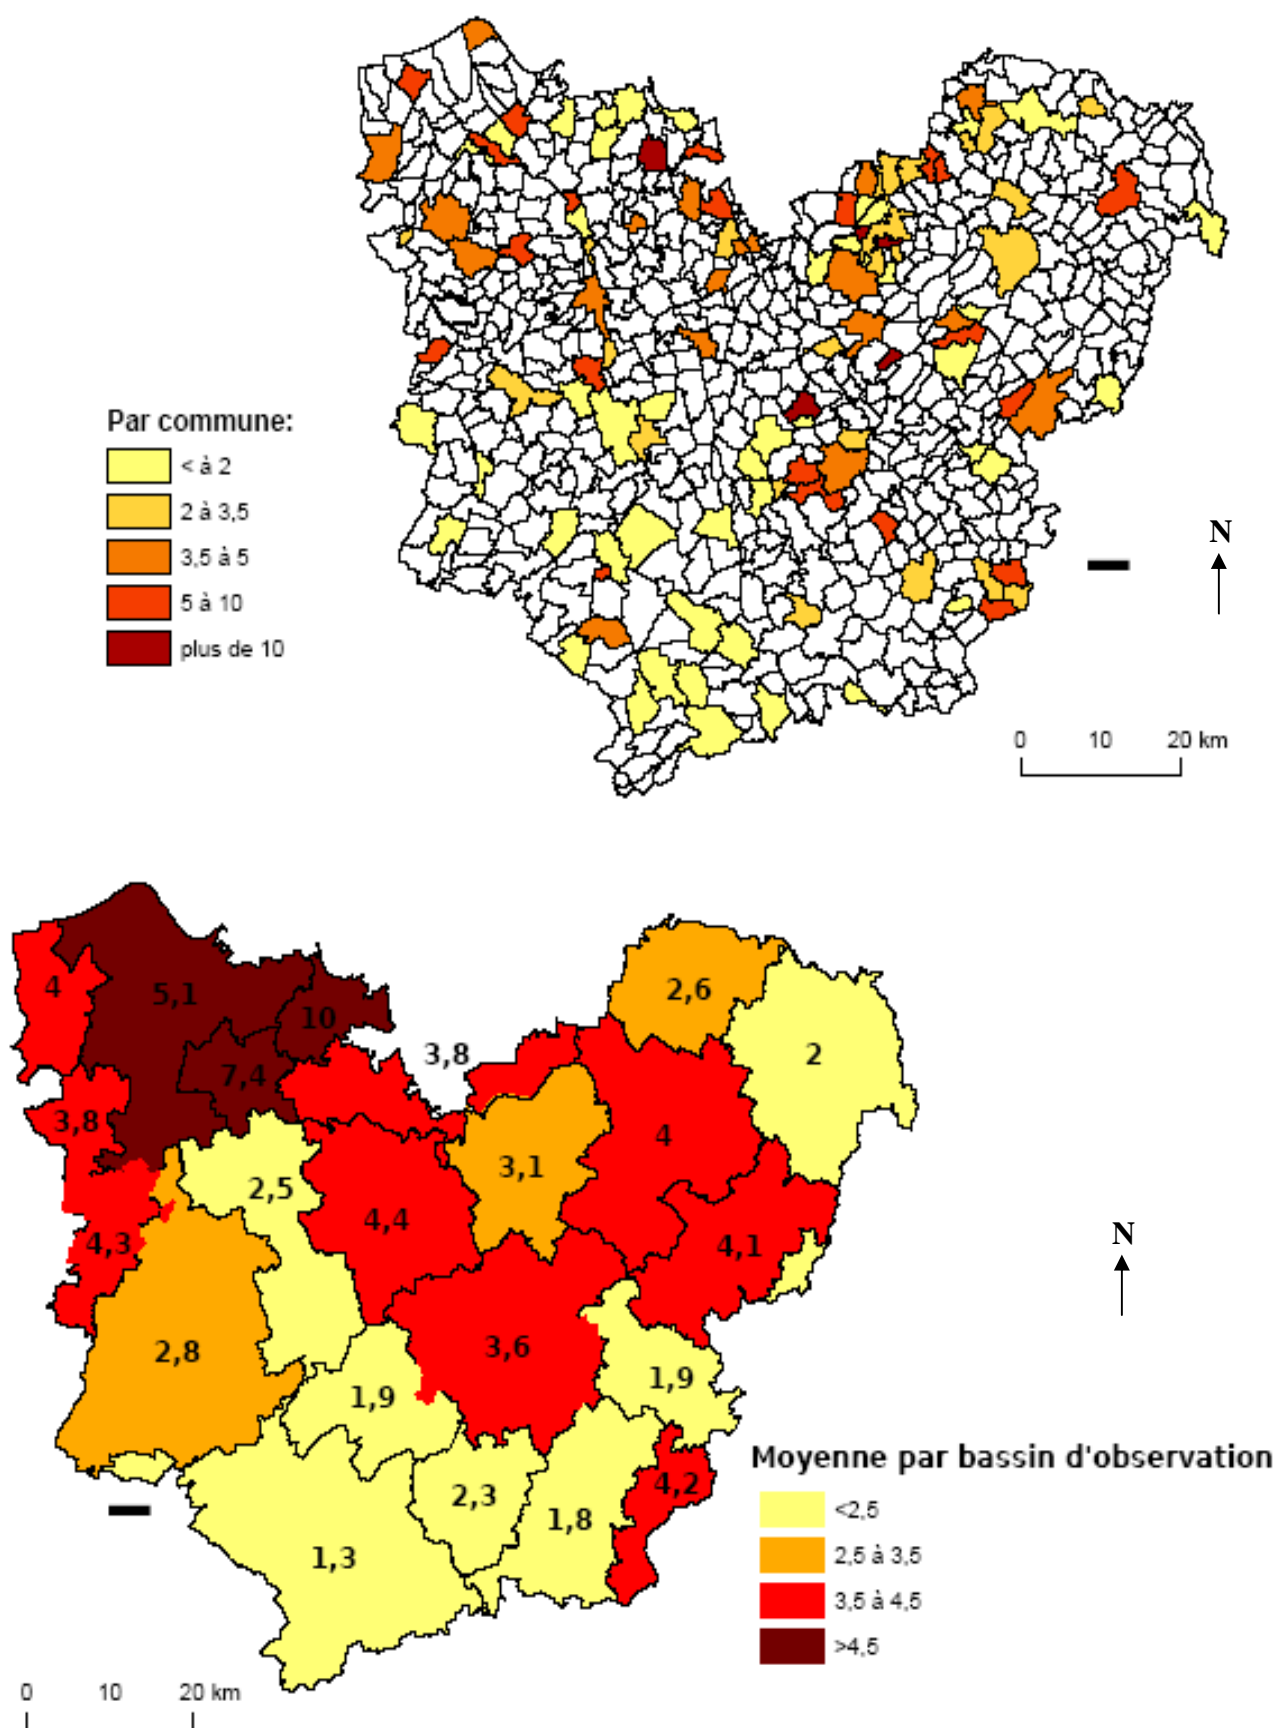 Par commune:
< à 2
2 à 3,5
3,5 à 5
5 à 10
plus de 10
N
0 10 20 km
4
5,1
10
7,4
3,8
3,8
2,6
2
4
3,1
2,5
4,4
4,3
4,1
2,8
3,6
1,9
1,9
4,2
2,3
1,8
1,3
N
Moyenne par bassin d'observation
<2,5
2,5 à 3,5
3,5 à 4,5
>4,5
0 10 20 km